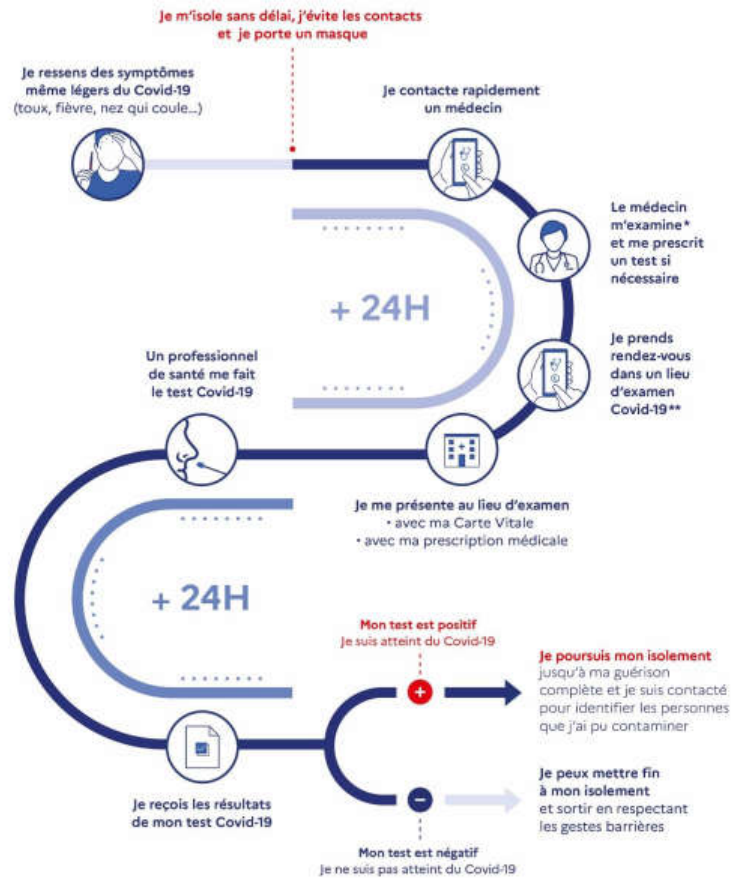 Je m'isole sans délai, j'évite les contacts
et je porte un masque
Je ressens des symptômes
même légers du Covid-19
(toux, fièvre, nez qui coule...)
Je contacte rapidement
un médecin
Le médecin
m'examine*
et me prescrit
un test si
nécessaire
+ 24H
Je prends
rendez-vous
dans un lieu
d'examen
Covid-19**
Un professionnel
de santé me fait
le test Covid-19
Je me présente au lieu d'examen
• avec ma Carte Vitale
• avec ma prescription médicale
+ 24H
Mon test est positif
Je suis atteint du Covid-19
Je poursuis mon isolement
jusqu'à ma guérison
complète et je suis contacté
pour identifier les personnes
que j'ai pu contaminer
Je reçois les résultats
de mon test Covid-19
Je peux mettre fin
à mon isolement
et sortir en respectant
les gestes barrières
Mon test est négatif
Je ne suis pas atteint du Covid-19